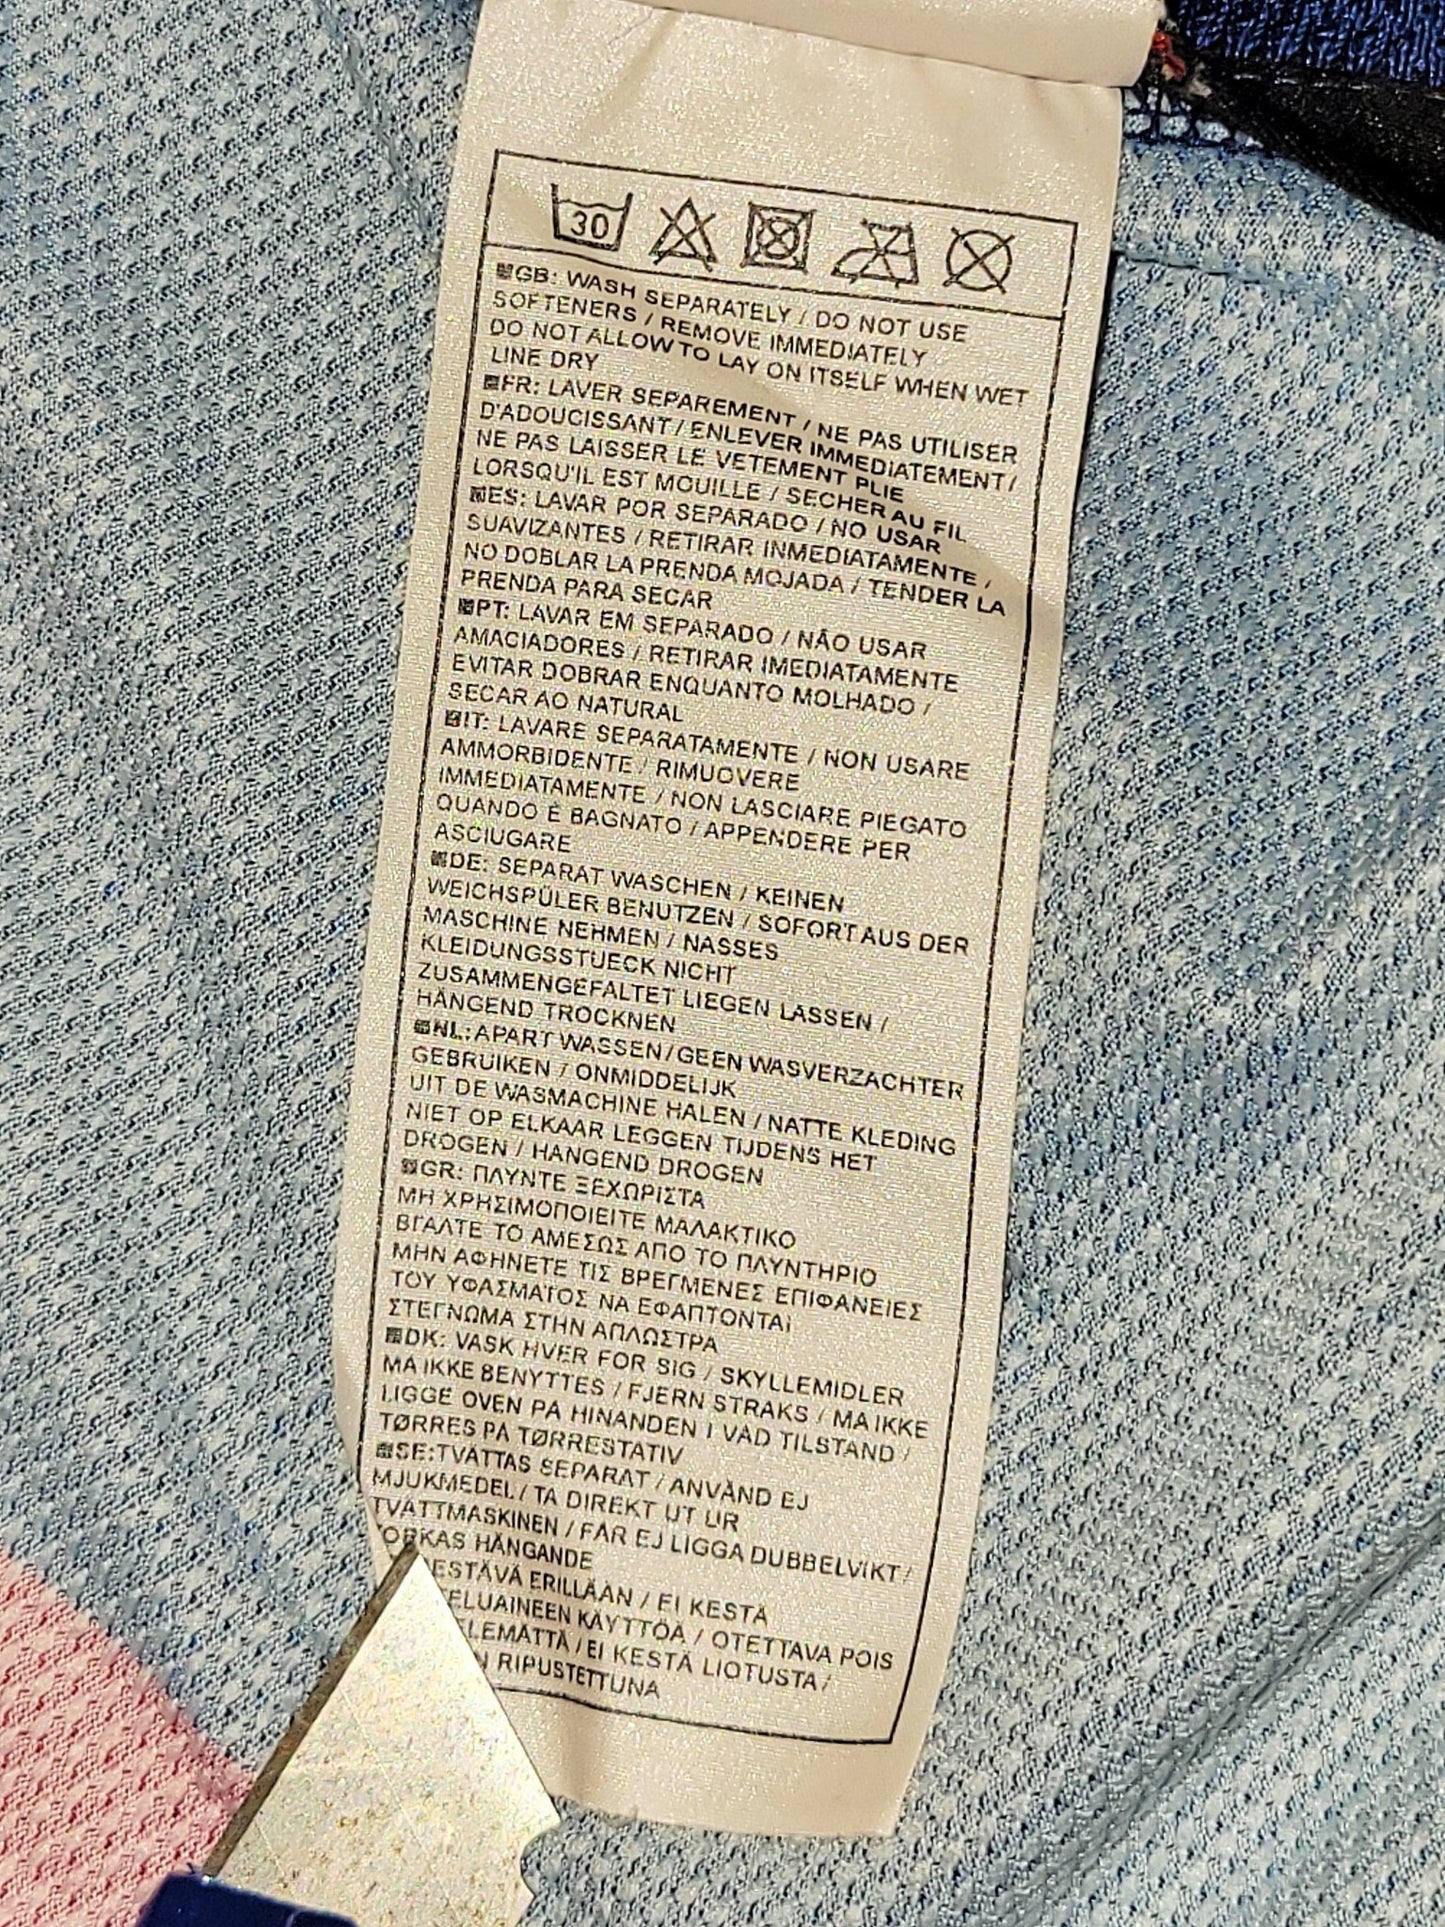 30
GB: WASH SEPARATELY / DO NOT USE
SOFTENERS / REMOVE IMMEDIATELY
DO NOT ALLOW TO LAY ON ITSELF WHEN WET
LINE DRY
FR: LAVER SEPAREMENT / NE PAS UTILISER
D'ADOUCISSANT / ENLEVER IMMEDIATEMENT /
NE PAS LAISSER LE VETEMENT PLIE
LORSQU'IL EST MOUILLE / SECHER AU FIL
ES: LAVAR POR SEPARADO / NO USAR
SUAVIZANTES / RETIRAR INMEDIATAMENTE /
NO DOBLAR LA PRENDA MOJADA / TENDER LA
PRENDA PARA SECAR
PT: LAVAR EM SEPARADO / NÃO USAR
AMACIADORES / RETIRAR IMEDIATAMENTE
EVITAR DOBRAR ENQUANTO MOLHADO /
SECAR AO NATURAL
IT: LAVARE SEPARATAMENTE / NON USARE
AMMORBIDENTE / RIMUOVERE
IMMEDIATAMENTE / NON LASCIARE PIEGATO
QUANDO È BAGNATO / APPENDERE PER
ASCIUGARE
DE: SEPARAT WASCHEN / KEINEN
WEICHSPÜLER BENUTZEN / SOFORT AUS DER
MASCHINE NEHMEN / NASSES
KLEIDUNGSSTUECK NICHT
ZUSAMMENGEFALTET LIEGEN LASSEN /
HÄNGEND TROCKNEN
NL: APART WASSEN / GEEN WASVERZACHTER
GEBRUIKEN / ONMIDDELIJK
UIT DE WASMACHINE HALEN / NATTE KLEDING
NIET OP ELKAAR LEGGEN TIJDENS HET
DROGEN / HANGEND DROGEN
GR: ΠΛΥΝΤΕ ΞΕΧΩΡΙΣΤΑ
ΜΗ ΧΡΗΣΙΜΟΠΟΙΕΙΤΕ ΜΑΛΑΚΤΙΚΟ
ΒΓΑΛΤΕ ΤΟ ΑΜΕΣΩΣ ΑΠΟ ΤΟ ΠΛΥΝΤΗΡΙΟ
ΜΗΝ ΑΦΗΝΕΤΕ ΤΙΣ ΒΡΕΓΜΕΝΕΣ ΕΠΙΦΑΝΕΙΕΣ
ΤΟΥ ΥΦΑΣΜΑΤΟΣ ΝΑ ΕΦΑΠΤΟΝΤΑΙ
ΣΤΕΓΝΩΜΑ ΣΤΗΝ ΑΠΛΩΣΤΡΑ
DK: VASK HVER FOR SIG / SKYLLEMIDLER
MA IKKE BENYTTES / FJERN STRAKS / MA IKKE
LIGGE OVEN PA HINANDEN I VAD TILSTAND /
TØRRES PA TØRRESTATIV
SE: TVÄTTAS SEPARAT / ANVÄND EJ
MJUKMEDEL / TA DIREKT UT UR
TVÄTTMASKINEN / FAR EJ LIGGA DUBBELVIKT /
TORKAS HÄNGANDE
ESTÄVÄ ERILLÄÄN / EI KESTÄ
ELUAINEEN KÄYTTÖÄ / OTETTAVA POIS
LEMÄTTÄ / EI KESTÄ LIOTUSTA /
N RIPUSTETTUNA